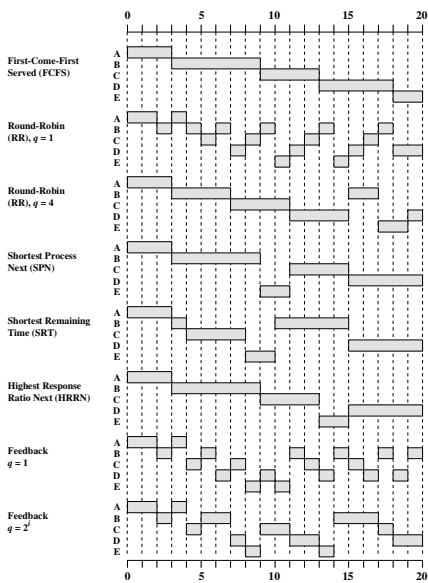 0 5 10 15 20
First-Come-First
Served (FCFS)
A
B
C
D
E
Round-Robin
(RR), q = 1
A
B
C
D
E
Round-Robin
(RR), q = 4
A
B
C
D
E
Shortest Process
Next (SPN)
A
B
C
D
E
Shortest Remaining
Time (SRT)
A
B
C
D
E
Highest Response
Ratio Next (HRRN)
A
B
C
D
E
Feedback
q = 1
A
B
C
D
E
Feedback
q = 2^i
A
B
C
D
E
0 5 10 15 20